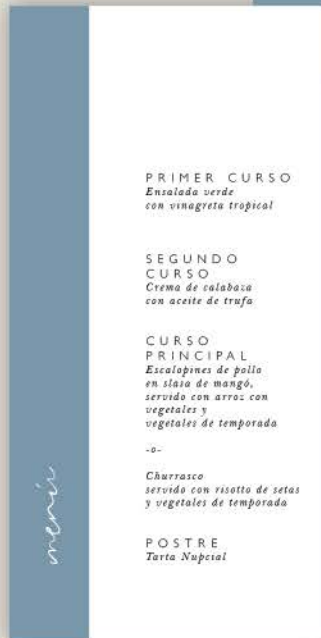 PRIMER CURSO
Ensalada verde
con vinagreta tropical
SEGUNDO
CURSO
Crema de calabaza
con aceite de trufa
CURSO
PRINCIPAL
Escalopines de pollo
en slasa de mangó,
servido con arroz con
vegetales y
vegetales de temporada
-o-
Churrasco
servido con risotto de setas
y vegetales de temporada
POSTRE
Tarta Nupcial
menú